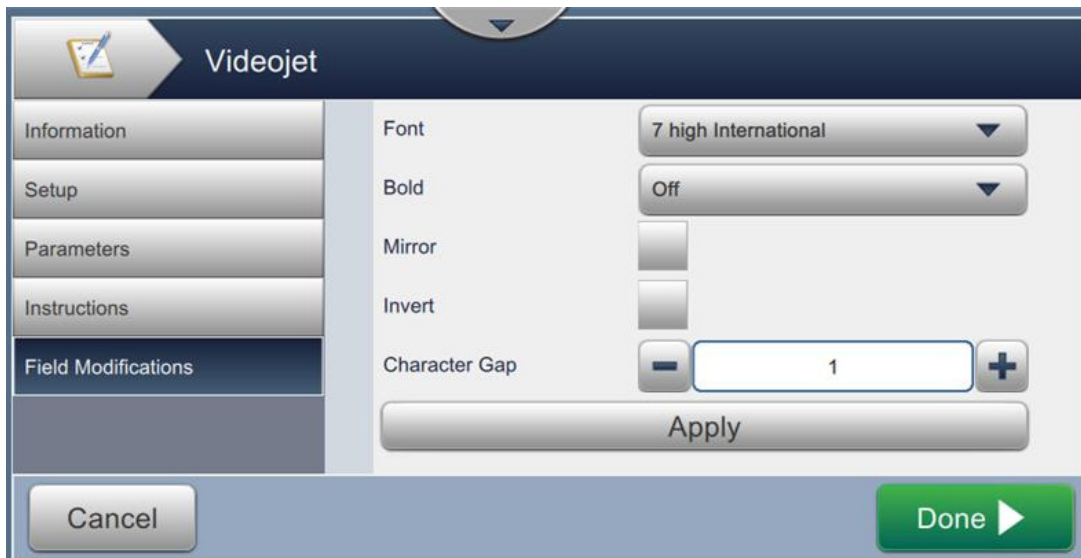 Videojet
Information
Setup
Parameters
Instructions
Field Modifications
Font 7 high International
Bold Off
Mirror
Invert
Character Gap 1
Apply
Cancel Done